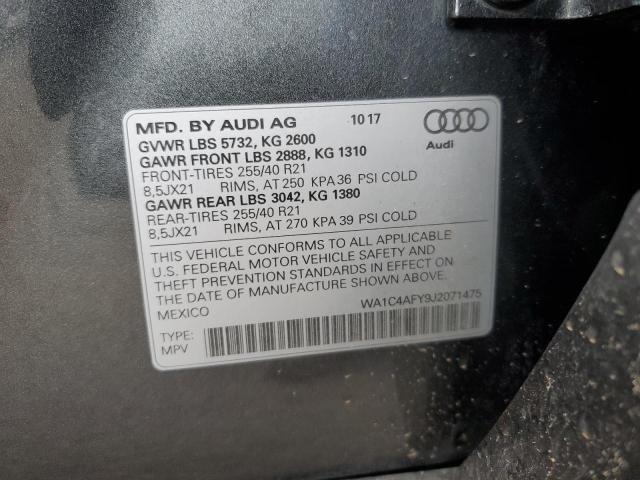 MFD. BY AUDI AG 10 17
GVWR LBS 5732, KG 2600
GAWR FRONT LBS 2888, KG 1310
FRONT-TIRES 255/40 R21
8,5JX21 RIMS, AT 250 KPA 36 PSI COLD
GAWR REAR LBS 3042, KG 1380
REAR-TIRES 255/40 R21
8,5JX21 RIMS, AT 270 KPA 39 PSI COLD
Audi
THIS VEHICLE CONFORMS TO ALL APPLICABLE
U.S. FEDERAL MOTOR VEHICLE SAFETY AND
THEFT PREVENTION STANDARDS IN EFFECT ON
THE DATE OF MANUFACTURE SHOWN ABOVE.
MEXICO WA1C4AFY9J2071475
TYPE:
MPV